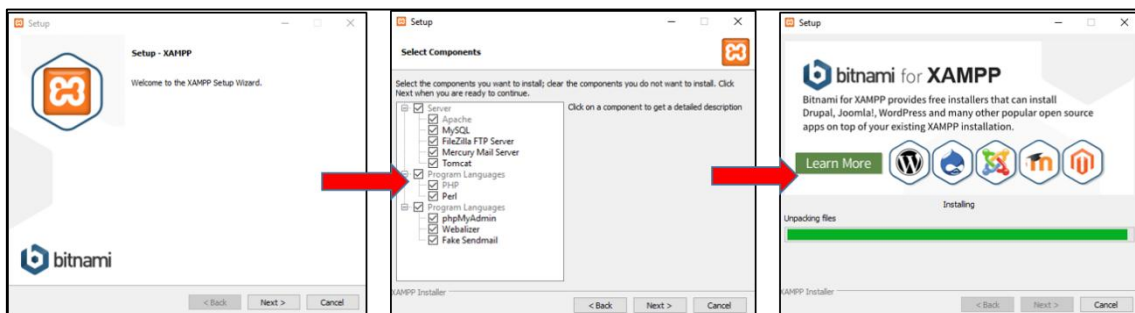 Setup
Setup - XAMPP
Welcome to the XAMPP Setup Wizard.
bitnami
< Back
Next >
Cancel
Setup
Select Components
Select the components you want to install; clear the components you do not want to install. Click
Next when you are ready to continue.
Server
Apache
MySQL
FileZilla FTP Server
Mercury Mail Server
Tomcat
Program Languages
PHP
Perl
Program Languages
phpMyAdmin
Webalizer
Fake Sendmail
Click on a component to get a detailed description
XAMPP Installer
< Back
Next >
Cancel
Setup
bitnami for XAMPP
Bitnami for XAMPP provides free installers that can install
Drupal, Joomla!, WordPress and many other popular open source
apps on top of your existing XAMPP installation.
Learn More
Installing
Unpacking files
XAMPP Installer
< Back
Next >
Cancel